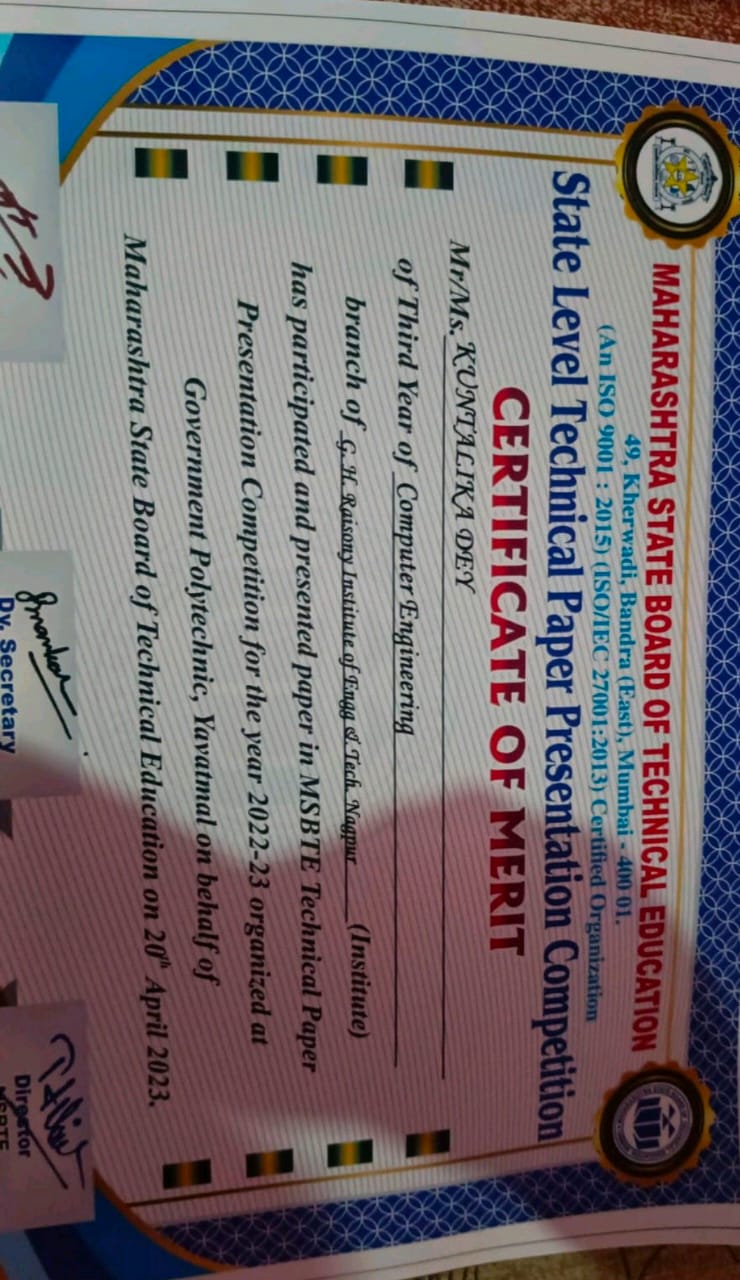 MAHARASHTRA STATE BOARD OF TECHNICAL EDUCATION
49, Kherwadi, Bandra (East), Mumbai - 400 01.
(An ISO 9001 : 2015) (ISO/IEC 27001:2013) Certified Organization
State Level Technical Paper Presentation Competition
CERTIFICATE OF MERIT
Mr/Ms. KUNTALIKA DEY
of Third Year of Computer Engineering
branch of G. H. Raisony Institute of Engg & Tech. Nagpur (Institute)
has participated and presented paper in MSBTE Technical Paper
Presentation Competition for the year 2022-23 organized at
Government Polytechnic, Yavatmal on behalf of
Maharashtra State Board of Technical Education on 20th April 2023.
Dy. Secretary
Director
MSBTE